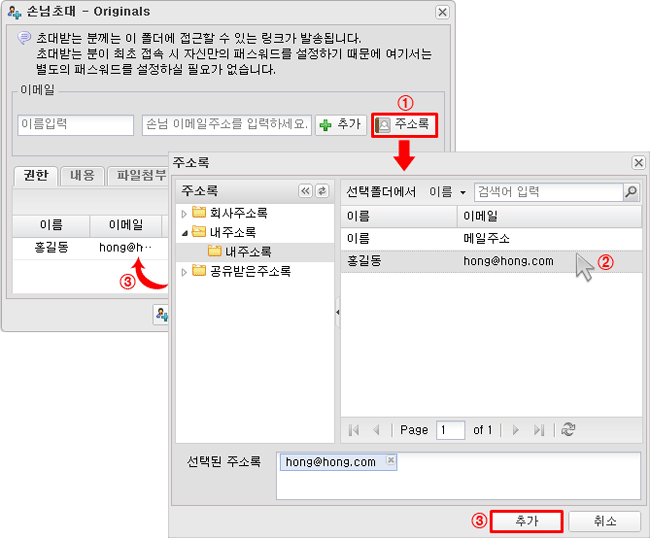 손님초대 - Originals
초대받는 분께는 이 폴더에 접근할 수 있는 링크가 발송됩니다.
초대받는 분이 최초 접속 시 자신만의 패스워드를 설정하기 때문에 여기서는
별도의 패스워드를 설정하실 필요가 없습니다.
이메일
①
이름입력 손님 이메일주소를 입력하세요. 추가 주소록
권한 내용 파일첨부
이름 이메일
홍길동 hong@h...
③
주소록
주소록
회사주소록
내주소록
내주소록
공유받은주소록
선택폴더에서 이름 검색어 입력
이름 이메일
이름 메일주소
홍길동 hong@hong.com
②
Page 1 of 1
선택된 주소록 hong@hong.com
③ 추가 취소